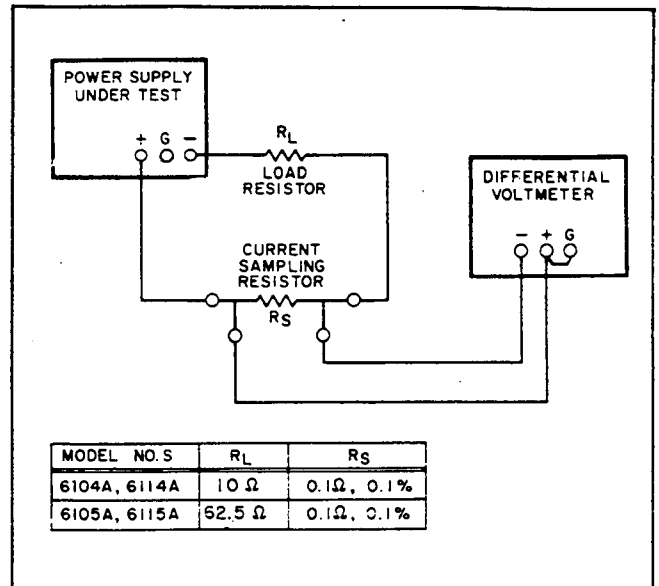 POWER SUPPLY
UNDER TEST
+ G −
RL
LOAD
RESISTOR
DIFFERENTIAL
VOLTMETER
− + G
CURRENT
SAMPLING
RESISTOR
RS
MODEL NO.S RL RS
6104A, 6114A 10 Ω 0.1Ω, 0.1%
6105A, 6115A 62.5 Ω 0.1Ω, 0.1%